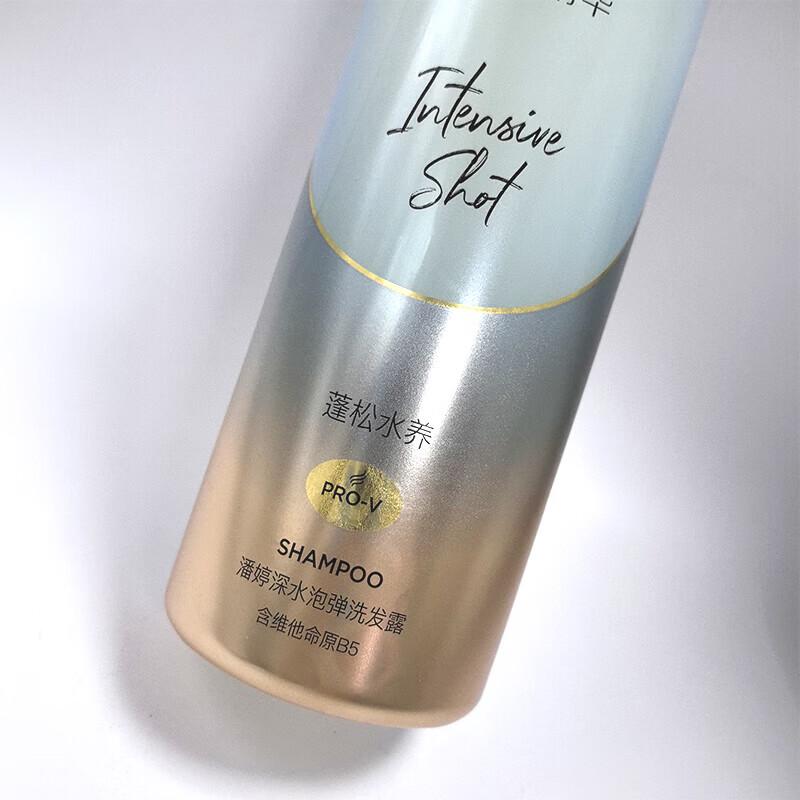 Intensive
Shot
蓬松水养
PRO-V
SHAMPOO
潘婷深水泡弹洗发露
含维他命原B5